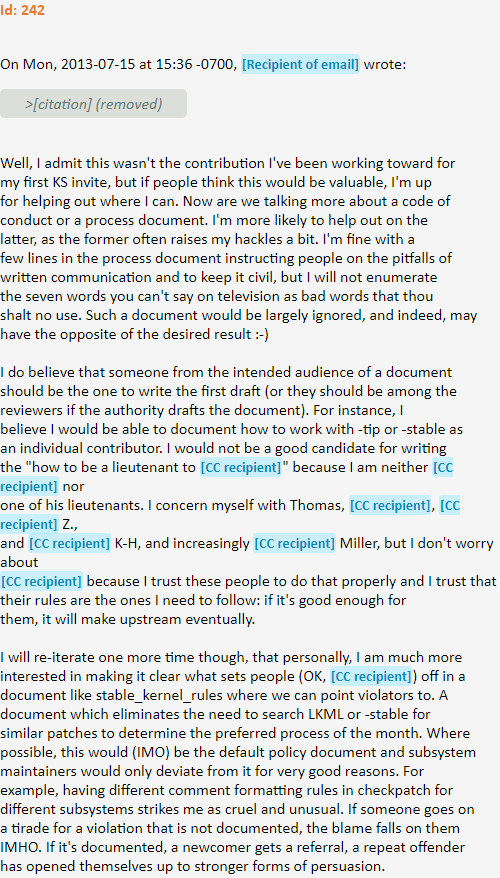 Id: 242
On Mon, 2013-07-15 at 15:36 -0700, [Recipient of email] wrote:
>[citation] (removed)
Well, I admit this wasn't the contribution I've been working toward for
my first KS invite, but if people think this would be valuable, I'm up
for helping out where I can. Now are we talking more about a code of
conduct or a process document. I'm more likely to help out on the
latter, as the former often raises my hackles a bit. I'm fine with a
few lines in the process document instructing people on the pitfalls of
written communication and to keep it civil, but I will not enumerate
the seven words you can't say on television as bad words that thou
shalt no use. Such a document would be largely ignored, and indeed, may
have the opposite of the desired result :-)
I do believe that someone from the intended audience of a document
should be the one to write the first draft (or they should be among the
reviewers if the authority drafts the document). For instance, I
believe I would be able to document how to work with -tip or -stable as
an individual contributor. I would not be a good candidate for writing
the "how to be a lieutenant to [CC recipient]" because I am neither [CC
recipient] nor
one of his lieutenants. I concern myself with Thomas, [CC recipient], [CC
recipient] Z.,
and [CC recipient] K-H, and increasingly [CC recipient] Miller, but I don't worry
about
[CC recipient] because I trust these people to do that properly and I trust that
their rules are the ones I need to follow: if it's good enough for
them, it will make upstream eventually.
I will re-iterate one more time though, that personally, I am much more
interested in making it clear what sets people (OK, [CC recipient]) off in a
document like stable_kernel_rules where we can point violators to. A
document which eliminates the need to search LKML or -stable for
similar patches to determine the preferred process of the month. Where
possible, this would (IMO) be the default policy document and subsystem
maintainers would only deviate from it for very good reasons. For
example, having different comment formatting rules in checkpatch for
different subsystems strikes me as cruel and unusual. If someone goes on
a tirade for a violation that is not documented, the blame falls on them
IMHO. If it's documented, a newcomer gets a referral, a repeat offender
has opened themselves up to stronger forms of persuasion.